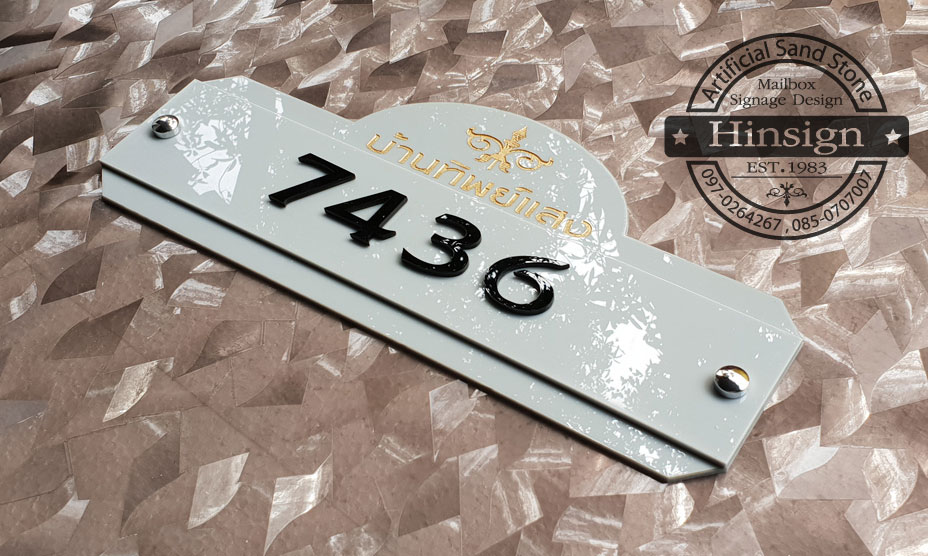 บ้านทิพย์แสง
7436
Artificial Sand Stone
Mailbox
Signage Design
Hinsign
EST.1983
097-0264267 , 085-0707007